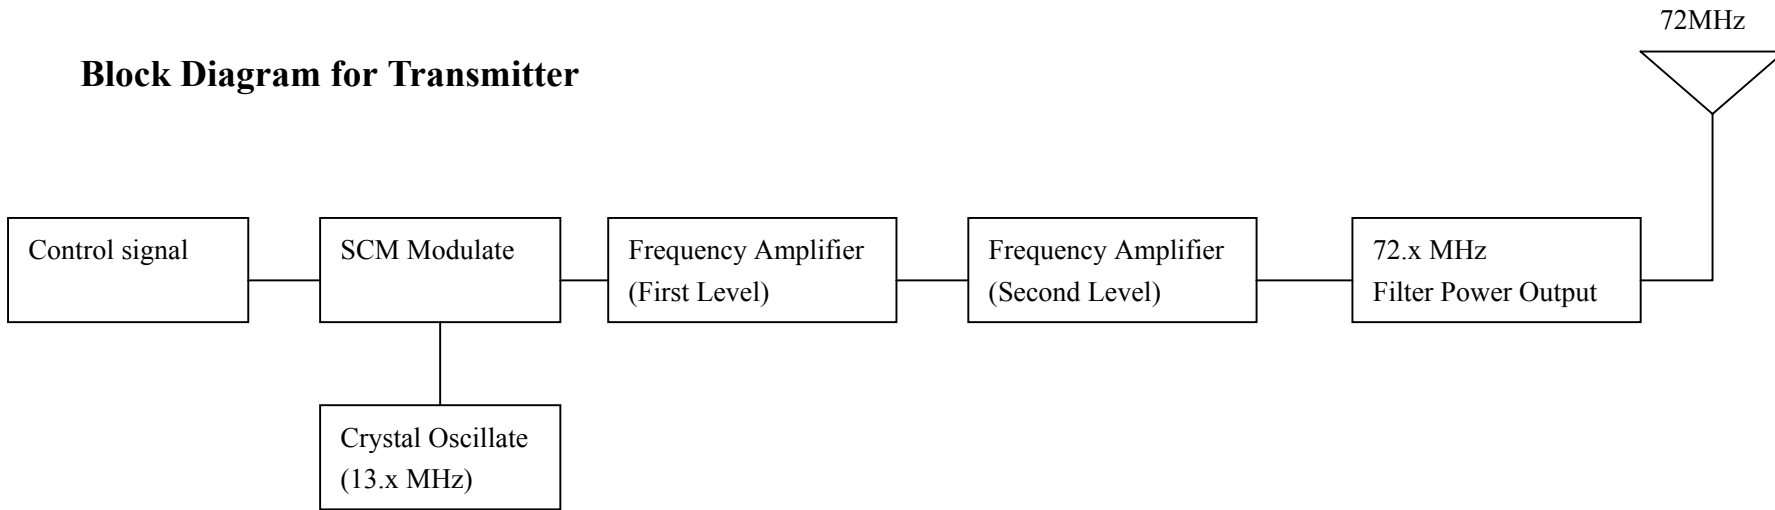 72MHz
Block Diagram for Transmitter
Control signal
SCM Modulate
Frequency Amplifier
(First Level)
Frequency Amplifier
(Second Level)
72.x MHz
Filter Power Output
Crystal Oscillate
(13.x MHz)